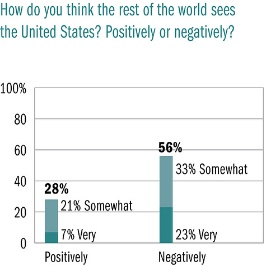 How do you think the rest of the world sees
the United States? Positively or negatively?
100%
80
60
40
20
0
28%
21% Somewhat
7% Very
Positively
56%
33% Somewhat
23% Very
Negatively